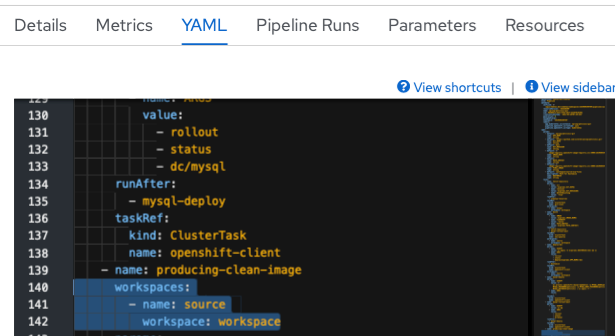 Details Metrics YAML Pipeline Runs Parameters Resources
View shortcuts | View sidebar
129 - name: ARGS
130 value:
131 - rollout
132 - status
133 - dc/mysql
134 runAfter:
135 - mysql-deploy
136 taskRef:
137 kind: ClusterTask
138 name: openshift-client
139 - name: producing-clean-image
140 workspaces:
141 - name: source
142 workspace: workspace